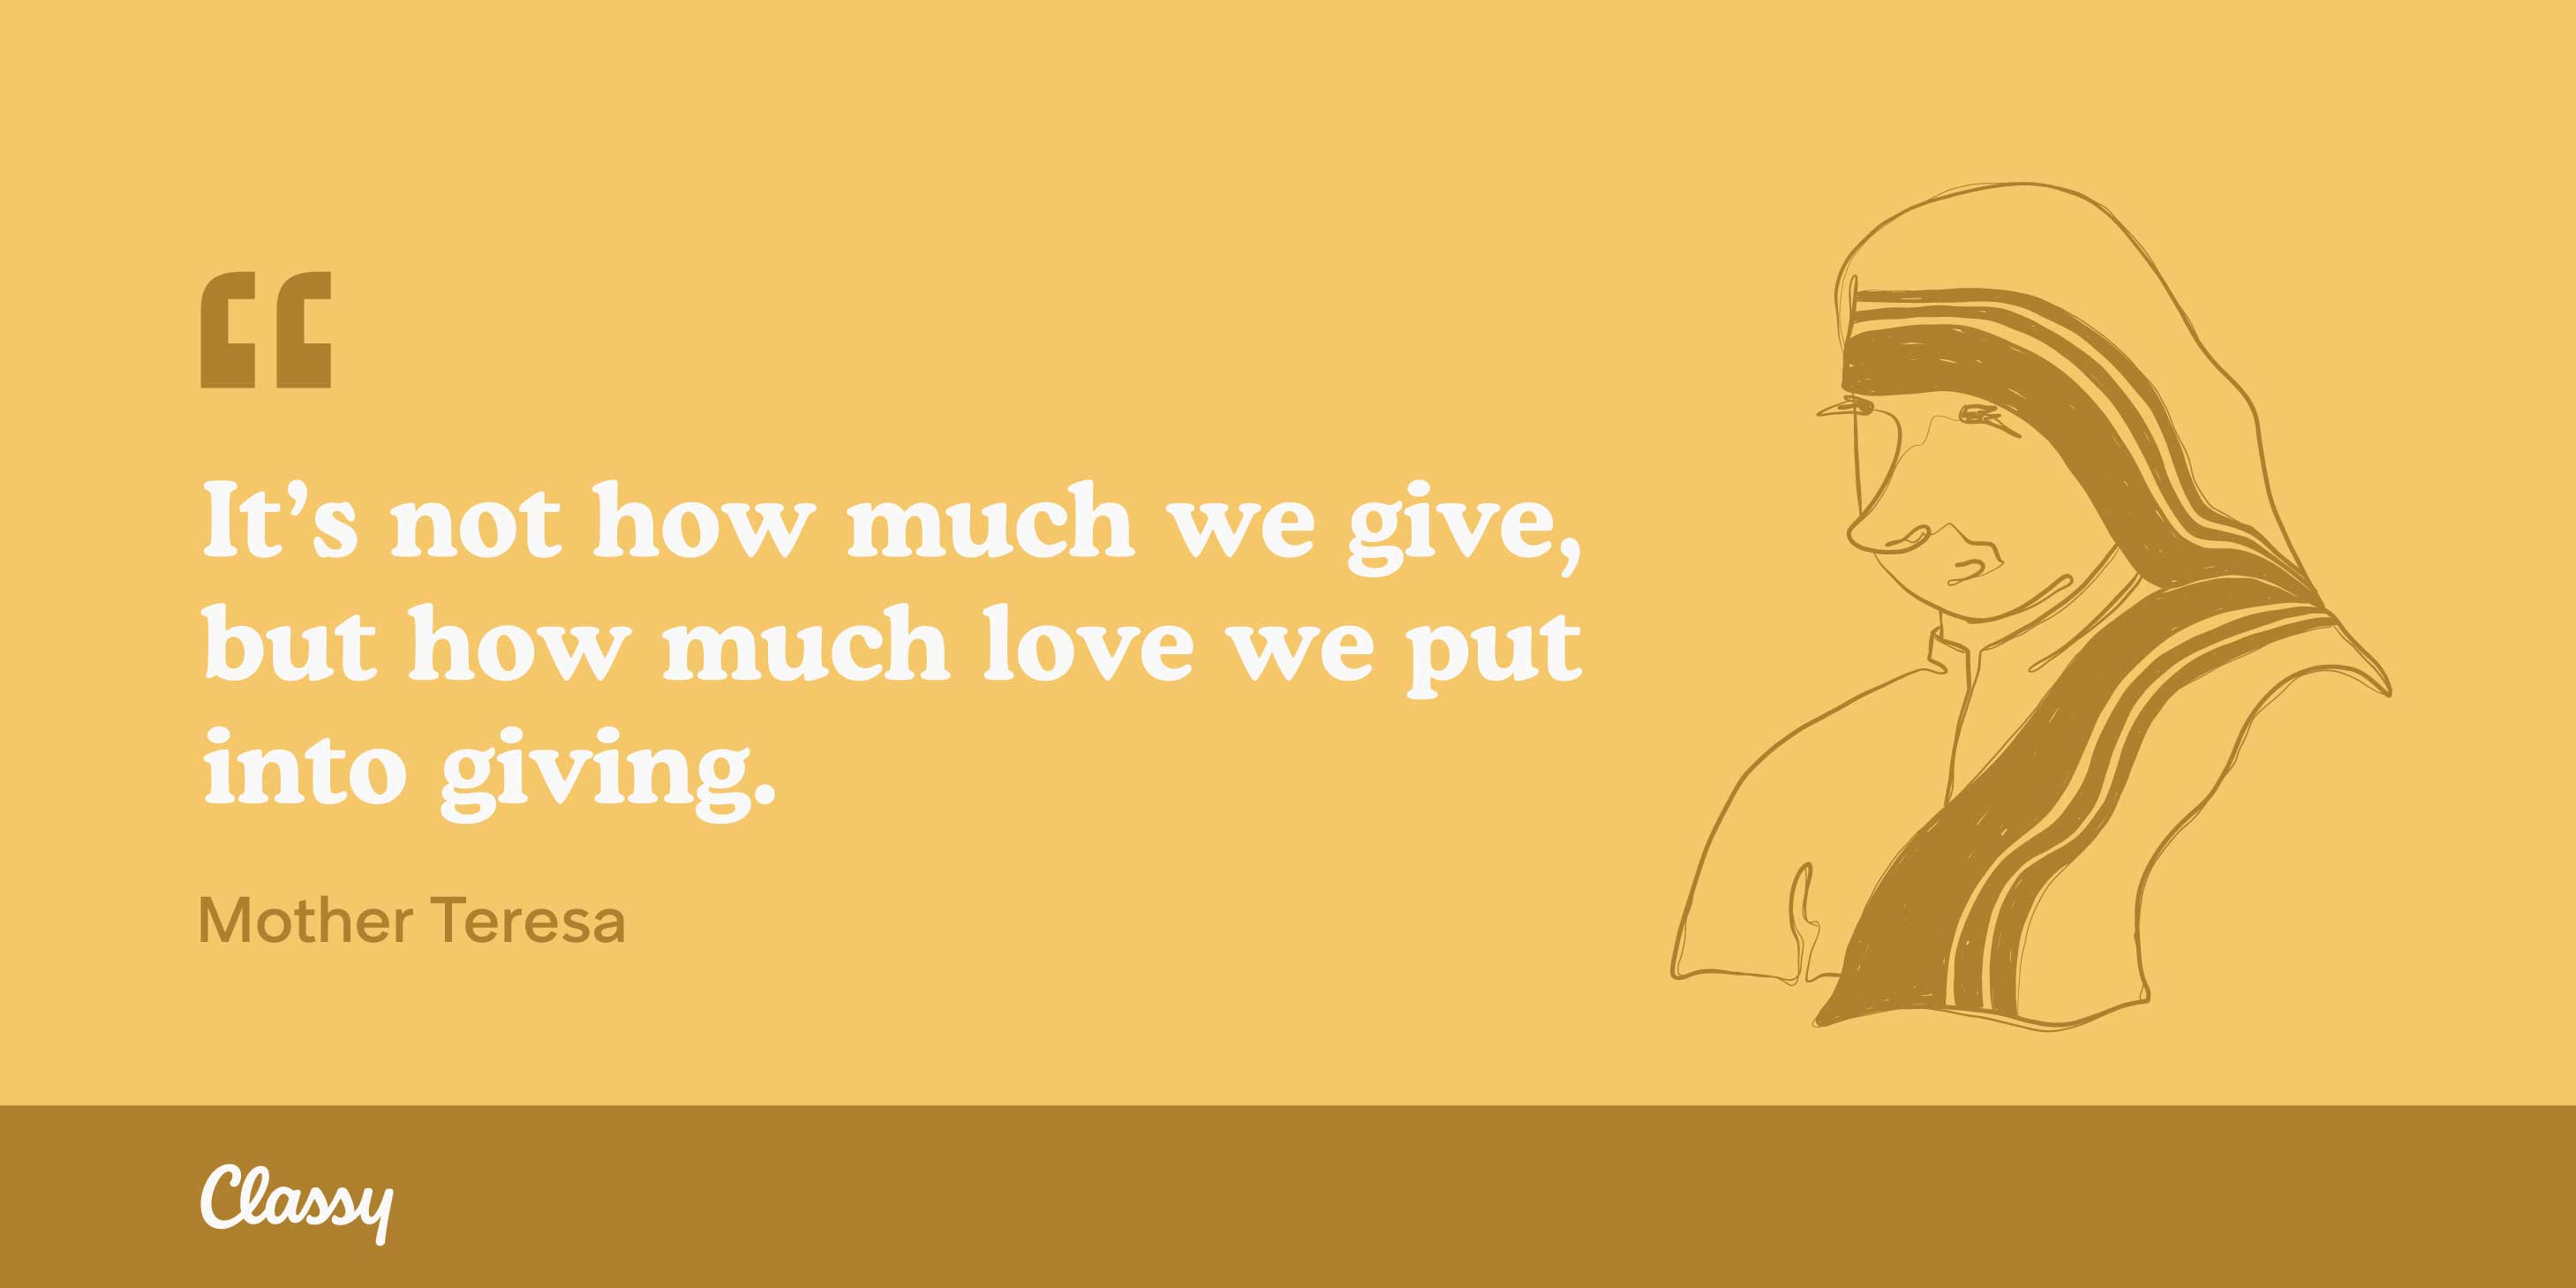 “
It’s not how much we give,
but how much love we put
into giving.
Mother Teresa
Classy